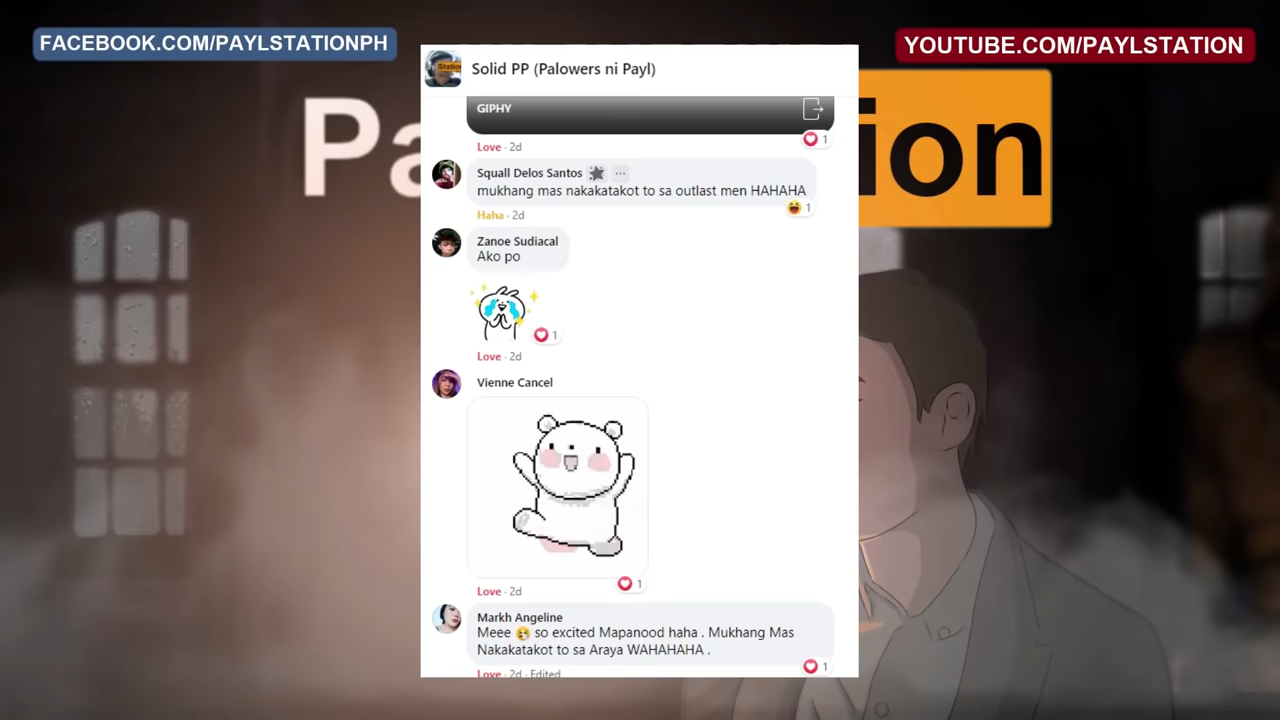 FACEBOOK.COM/PAYLSTATIONPH
YOUTUBE.COM/PAYLSTATION
Pa
ion
Station
Solid PP (Palowers ni Payl)
GIPHY
1
Love · 2d
Squall Delos Santos
mukhang mas nakakatakot to sa outlast men HAHAHA
1
Haha · 2d
Zanoe Sudiacal
Ako po
1
Love · 2d
Vienne Cancel
1
Love · 2d
Markh Angeline
Meee so excited Mapanood haha . Mukhang Mas
Nakakatakot to sa Araya WAHAHAHA .
1
Love · 2d · Edited